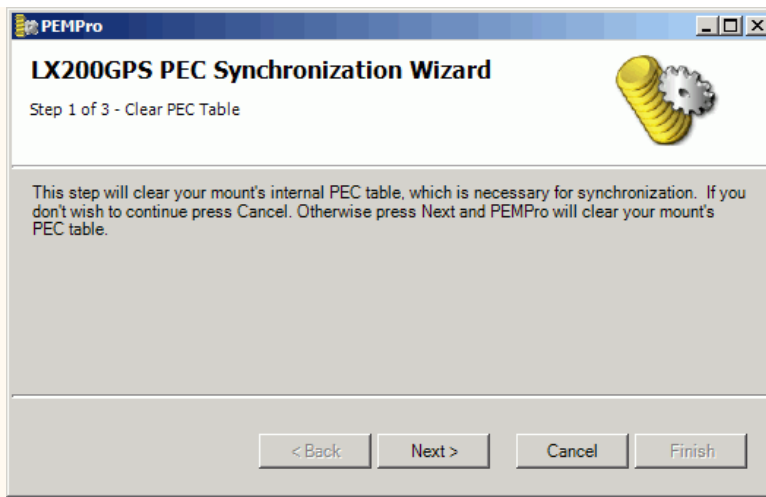 PEMPro
LX200GPS PEC Synchronization Wizard
Step 1 of 3 - Clear PEC Table
This step will clear your mount's internal PEC table, which is necessary for synchronization.  If you
don't wish to continue press Cancel. Otherwise press Next and PEMPro will clear your mount's
PEC table.
< Back
Next >
Cancel
Finish